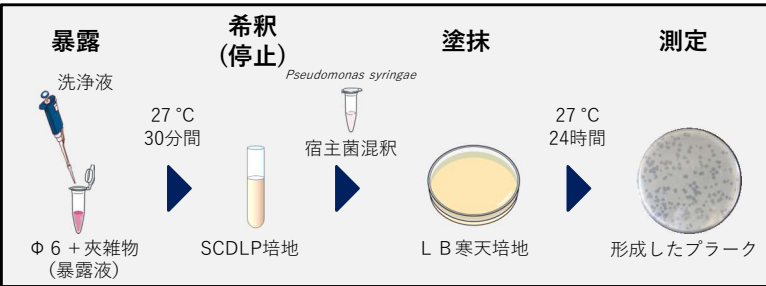 暴露
希釈
(停止)
塗抹
測定
洗浄液
27 °C
30分間
Pseudomonas syringae
宿主菌混釈
27 °C
24時間
Φ6+夾雑物
(暴露液)
SCDLP培地
LB寒天培地
形成したプラーク